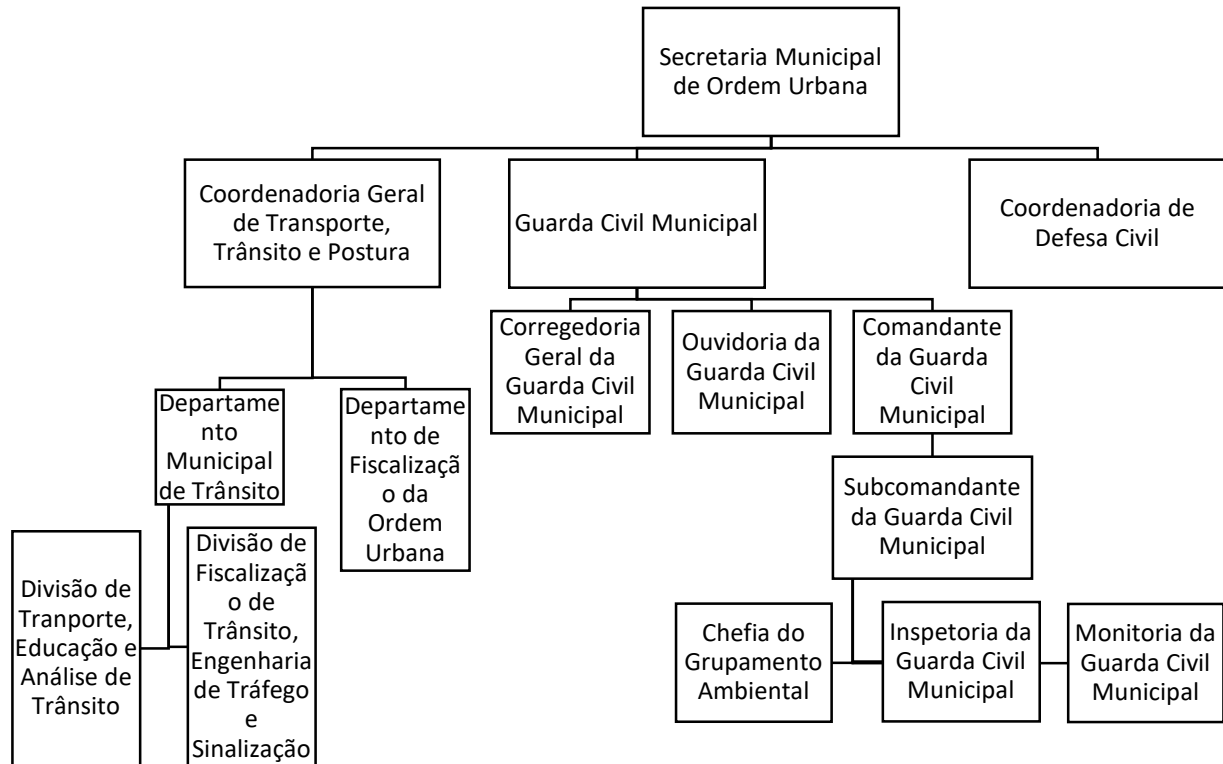 Secretaria Municipal
de Ordem Urbana
Coordenadoria Geral
de Transporte,
Trânsito e Postura
Guarda Civil Municipal
Coordenadoria de
Defesa Civil
Corregedoria
Geral da
Guarda Civil
Municipal
Ouvidoria da
Guarda Civil
Municipal
Comandante
da Guarda
Civil
Municipal
Departame
nto
Municipal
de Trânsito
Departame
nto de
Fiscalizaçã
o da
Ordem
Urbana
Subcomandante
da Guarda Civil
Municipal
Divisão de
Tranporte,
Educação e
Análise de
Trânsito
Divisão de
Fiscalizaçã
o de
Trânsito,
Engenharia
de Tráfego
e
Sinalização
Chefia do
Grupamento
Ambiental
Inspetoria da
Guarda Civil
Municipal
Monitoria da
Guarda Civil
Municipal